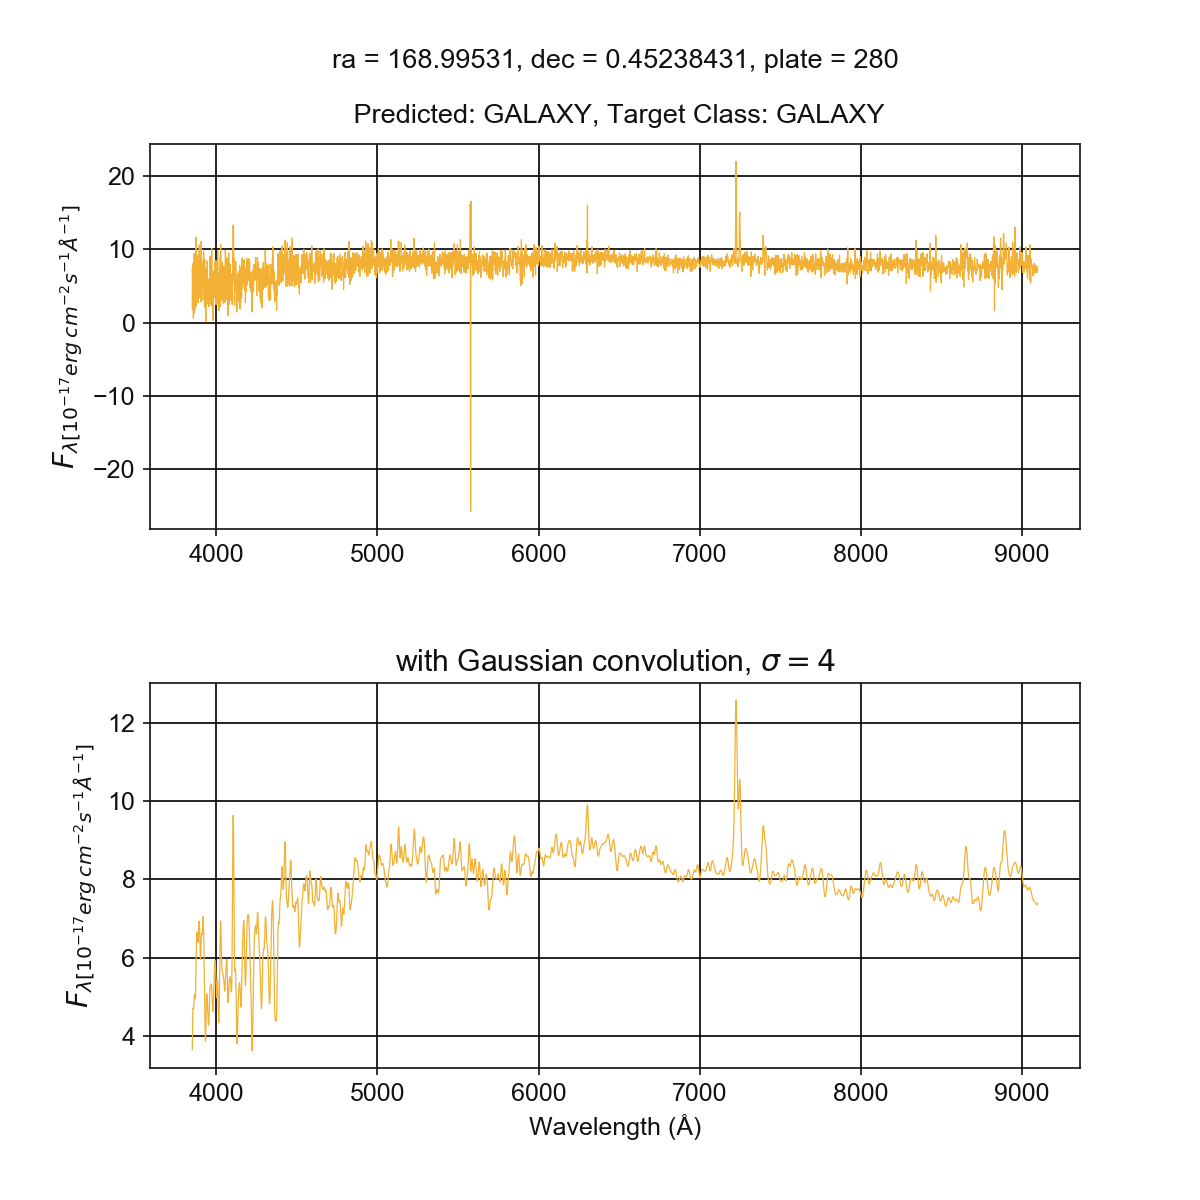 ra = 168.99531, dec = 0.45238431, plate = 280
Predicted: GALAXY, Target Class: GALAXY
20
10
0
−10
−20
F_λ[10^−17 erg cm^−2 s^−1 Å^−1]
4000 5000 6000 7000 8000 9000
with Gaussian convolution, σ = 4
12
10
8
6
4
F_λ[10^−17 erg cm^−2 s^−1 Å^−1]
4000 5000 6000 7000 8000 9000
Wavelength (Å)